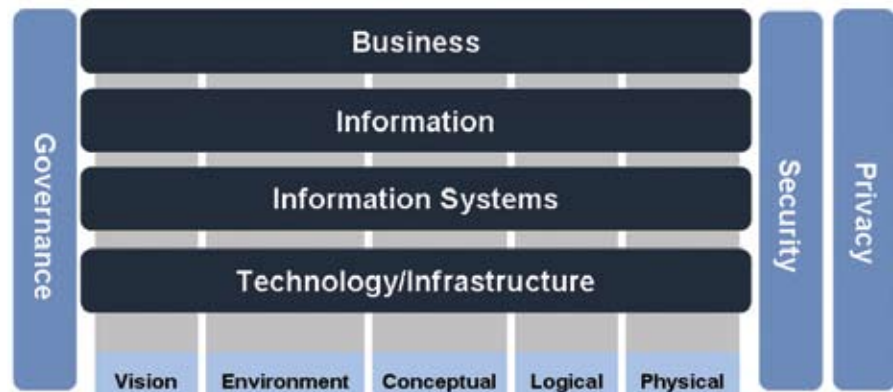 Governance
Business
Information
Information Systems
Technology/Infrastructure
Vision
Environment
Conceptual
Logical
Physical
Security
Privacy